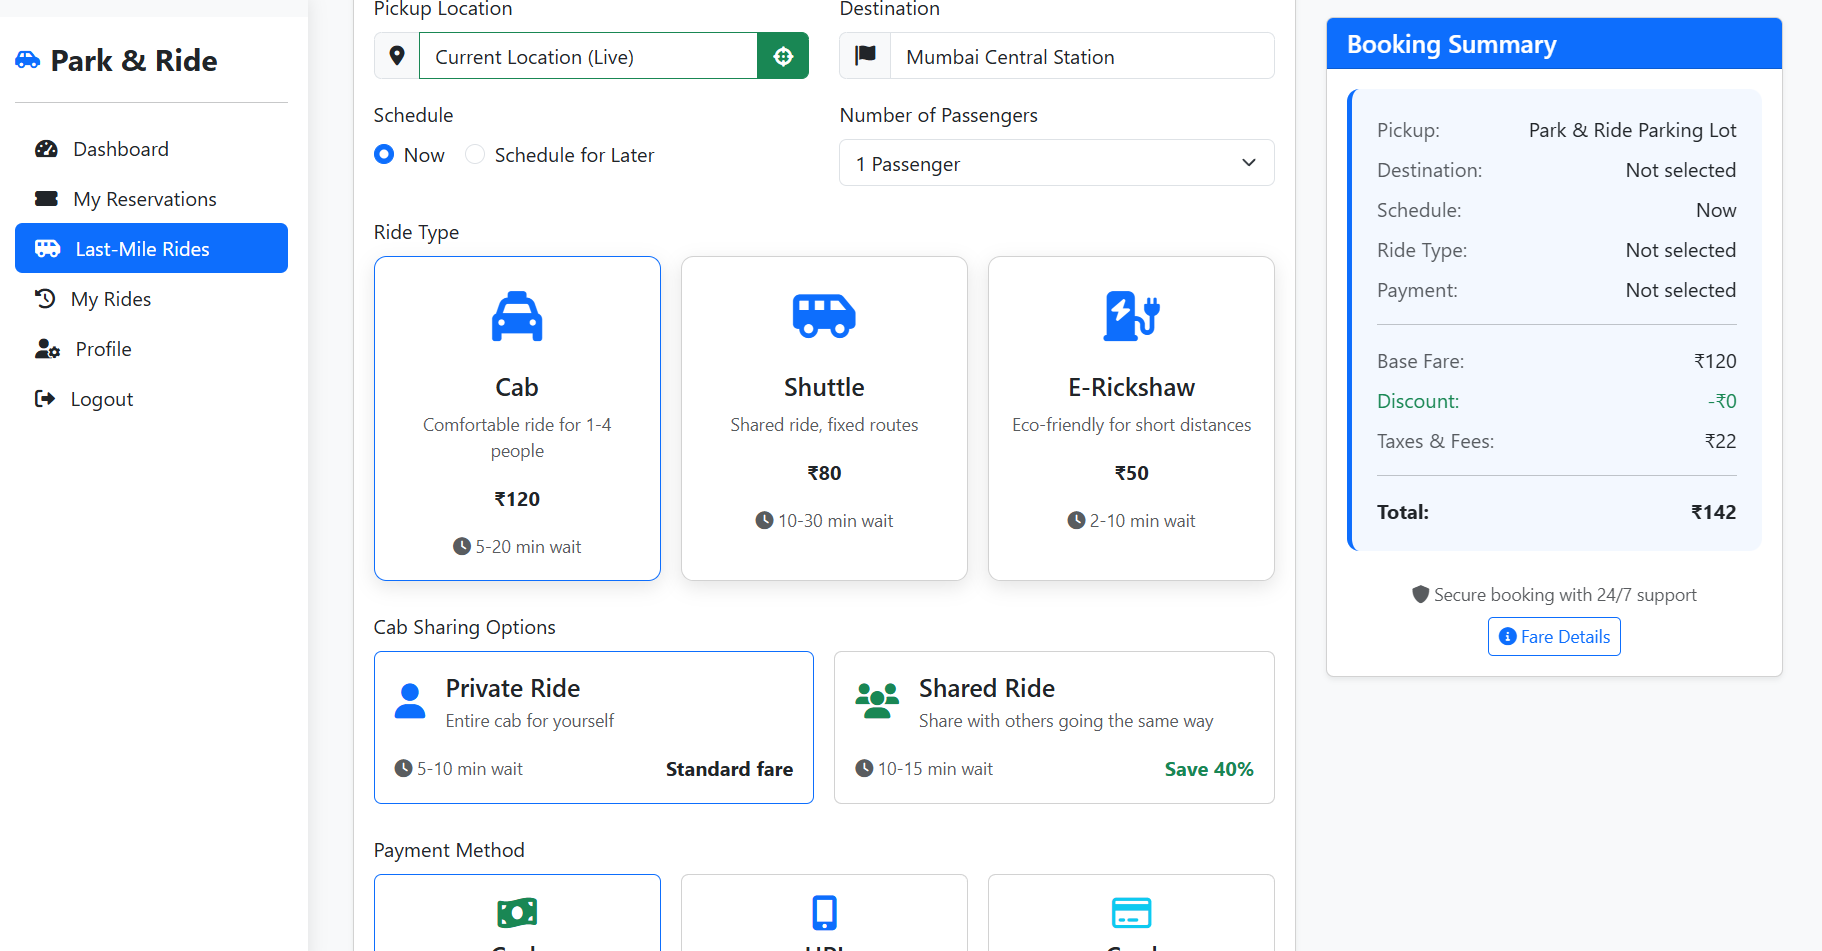 Park & Ride
Dashboard
My Reservations
Last-Mile Rides
My Rides
Profile
Logout
Pickup Location
Current Location (Live)
Destination
Mumbai Central Station
Schedule
Now
Schedule for Later
Number of Passengers
1 Passenger
Ride Type
Cab
Comfortable ride for 1-4
people
₹120
5-20 min wait
Shuttle
Shared ride, fixed routes
₹80
10-30 min wait
E-Rickshaw
Eco-friendly for short distances
₹50
2-10 min wait
Cab Sharing Options
Private Ride
Entire cab for yourself
5-10 min wait
Standard fare
Shared Ride
Share with others going the same way
10-15 min wait
Save 40%
Payment Method
Booking Summary
Pickup: Park & Ride Parking Lot
Destination: Not selected
Schedule: Now
Ride Type: Not selected
Payment: Not selected
Base Fare: ₹120
Discount: -₹0
Taxes & Fees: ₹22
Total: ₹142
Secure booking with 24/7 support
Fare Details